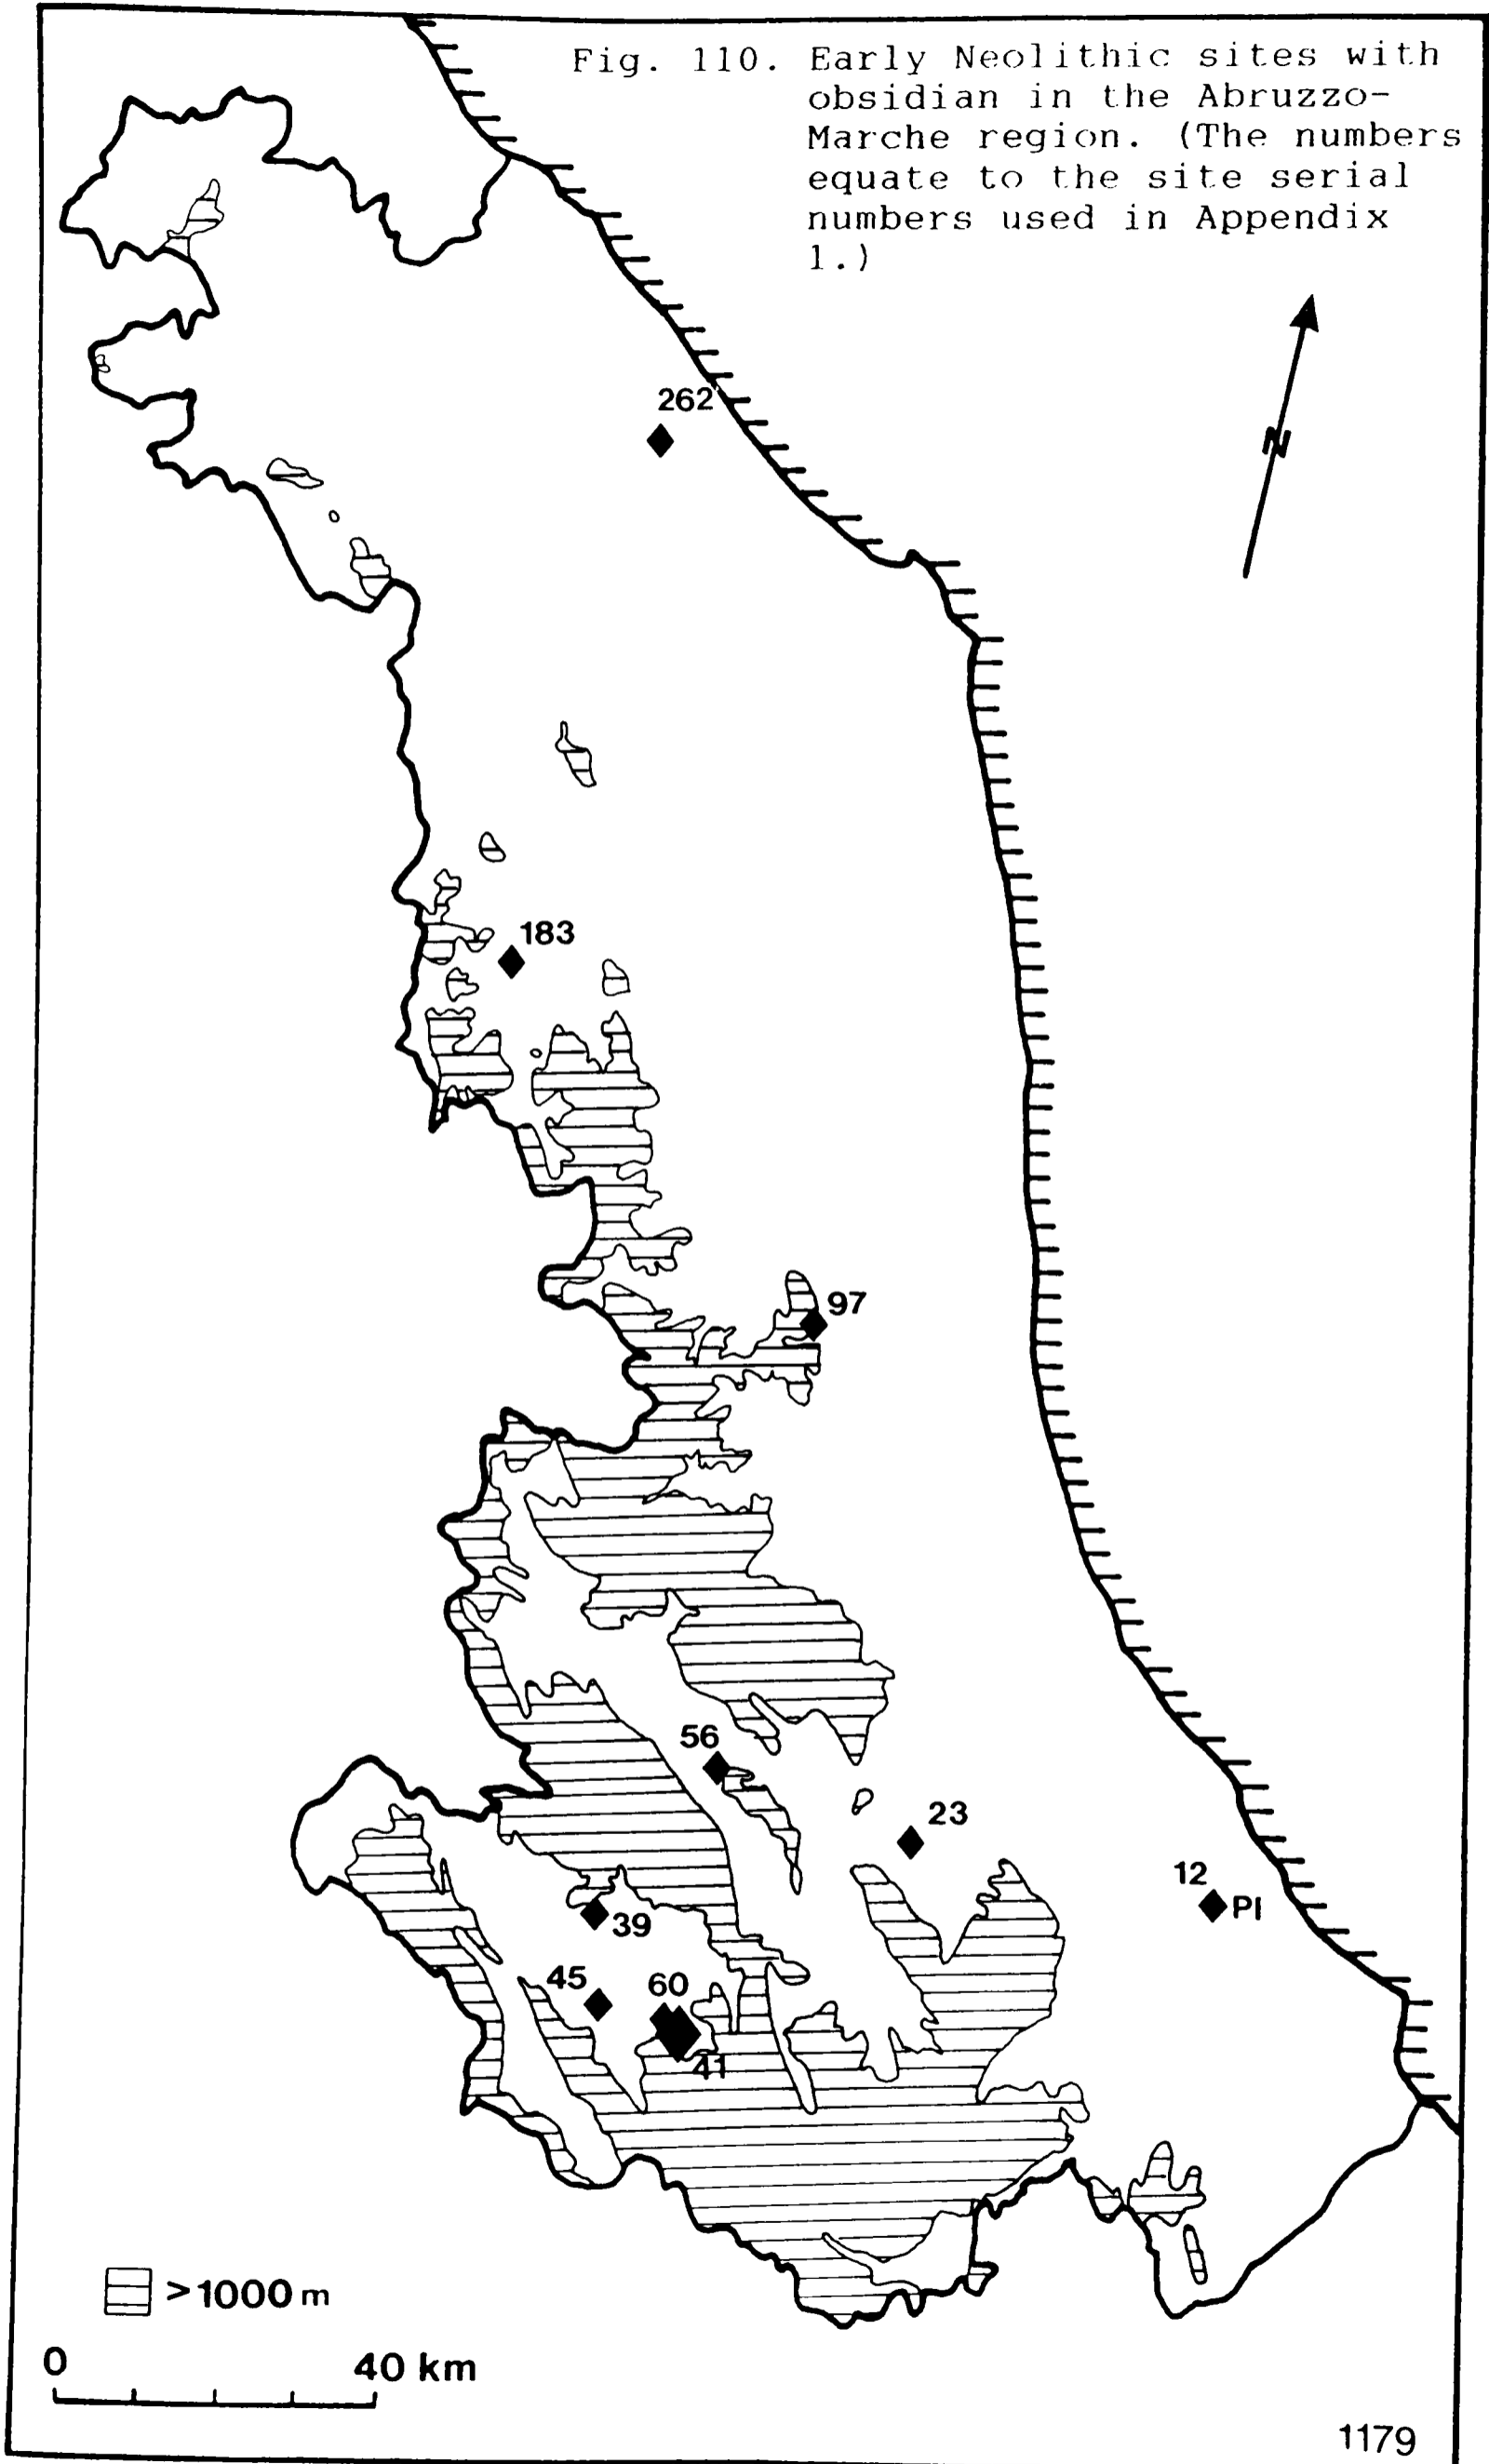 Fig. 110. Early Neolithic sites with
obsidian in the Abruzzo-
Marche region. (The numbers
equate to the site serial
numbers used in Appendix
1.)
N
262
183
97
56
23
12
PI
39
45
60
41
>1000 m
0 40 km
1179